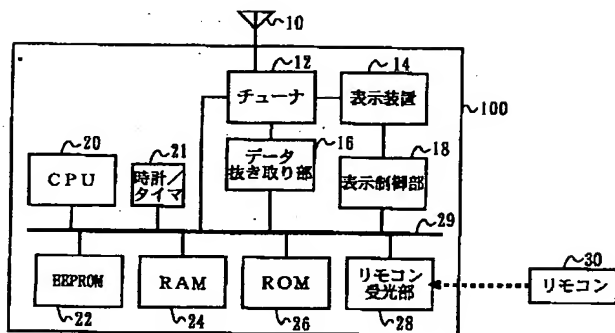 10
12
チューナ
14
表示装置
100
20
CPU
21
時計／
タイマ
16
データ
抜き取り部
18
表示制御部
29
EEPROM
22
RAM
24
ROM
26
リモコン
受光部
28
30
リモコン